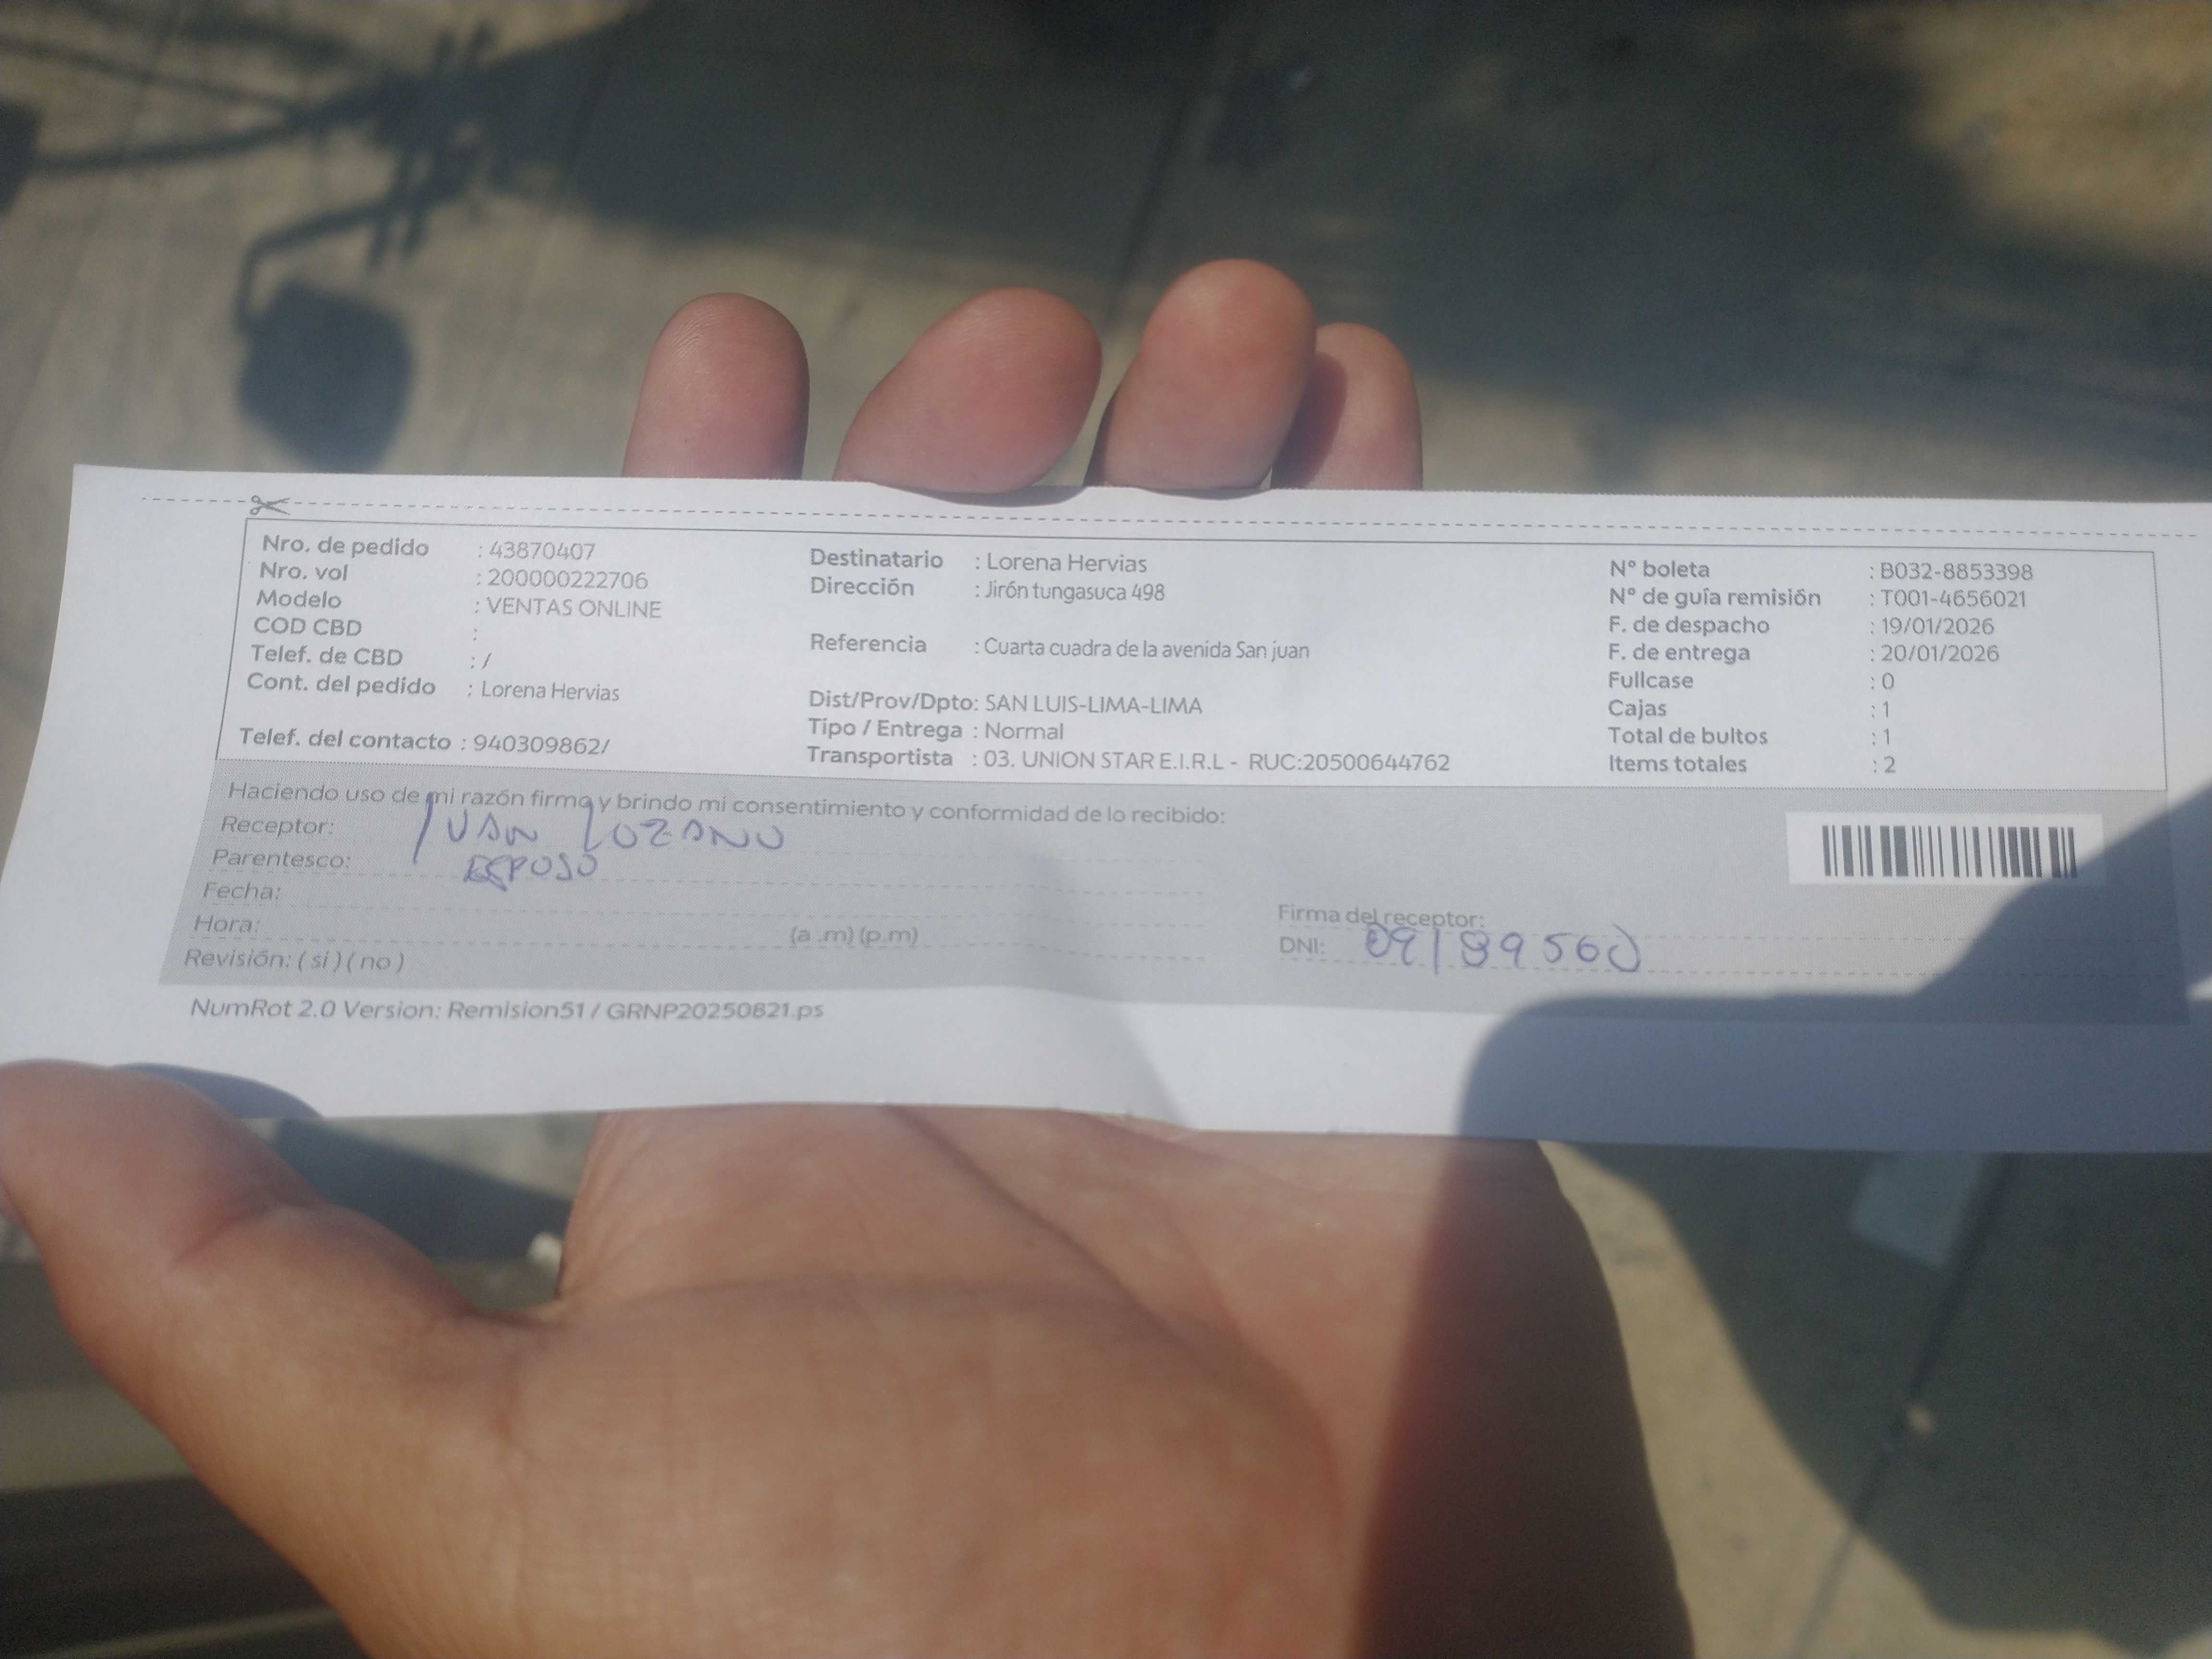 Nro. de pedido : 43870407
Nro. vol : 200000222706
Modelo : VENTAS ONLINE
COD CBD :
Telef. de CBD : /
Cont. del pedido : Lorena Hervias
Telef. del contacto : 940309862/
Destinatario : Lorena Hervias
Dirección : Jirón tungasuca 498
Referencia : Cuarta cuadra de la avenida San juan
Dist/Prov/Dpto: SAN LUIS-LIMA-LIMA
Tipo / Entrega : Normal
Transportista : 03. UNION STAR E.I.R.L - RUC:20500644762
N° boleta : B032-8853398
N° de guía remisión : T001-4656021
F. de despacho : 19/01/2026
F. de entrega : 20/01/2026
Fullcase : 0
Cajas : 1
Total de bultos : 1
Items totales : 2
Haciendo uso de mi razón firmo y brindo mi consentimiento y conformidad de lo recibido:
Receptor: IVAN LOZANO
Parentesco: ESPOSO
Fecha:
Hora: (a .m) (p.m)
Revisión: ( si ) ( no )
Firma del receptor:
DNI: 09199560
NumRot 2.0 Version: Remision51 / GRNP20250821.ps